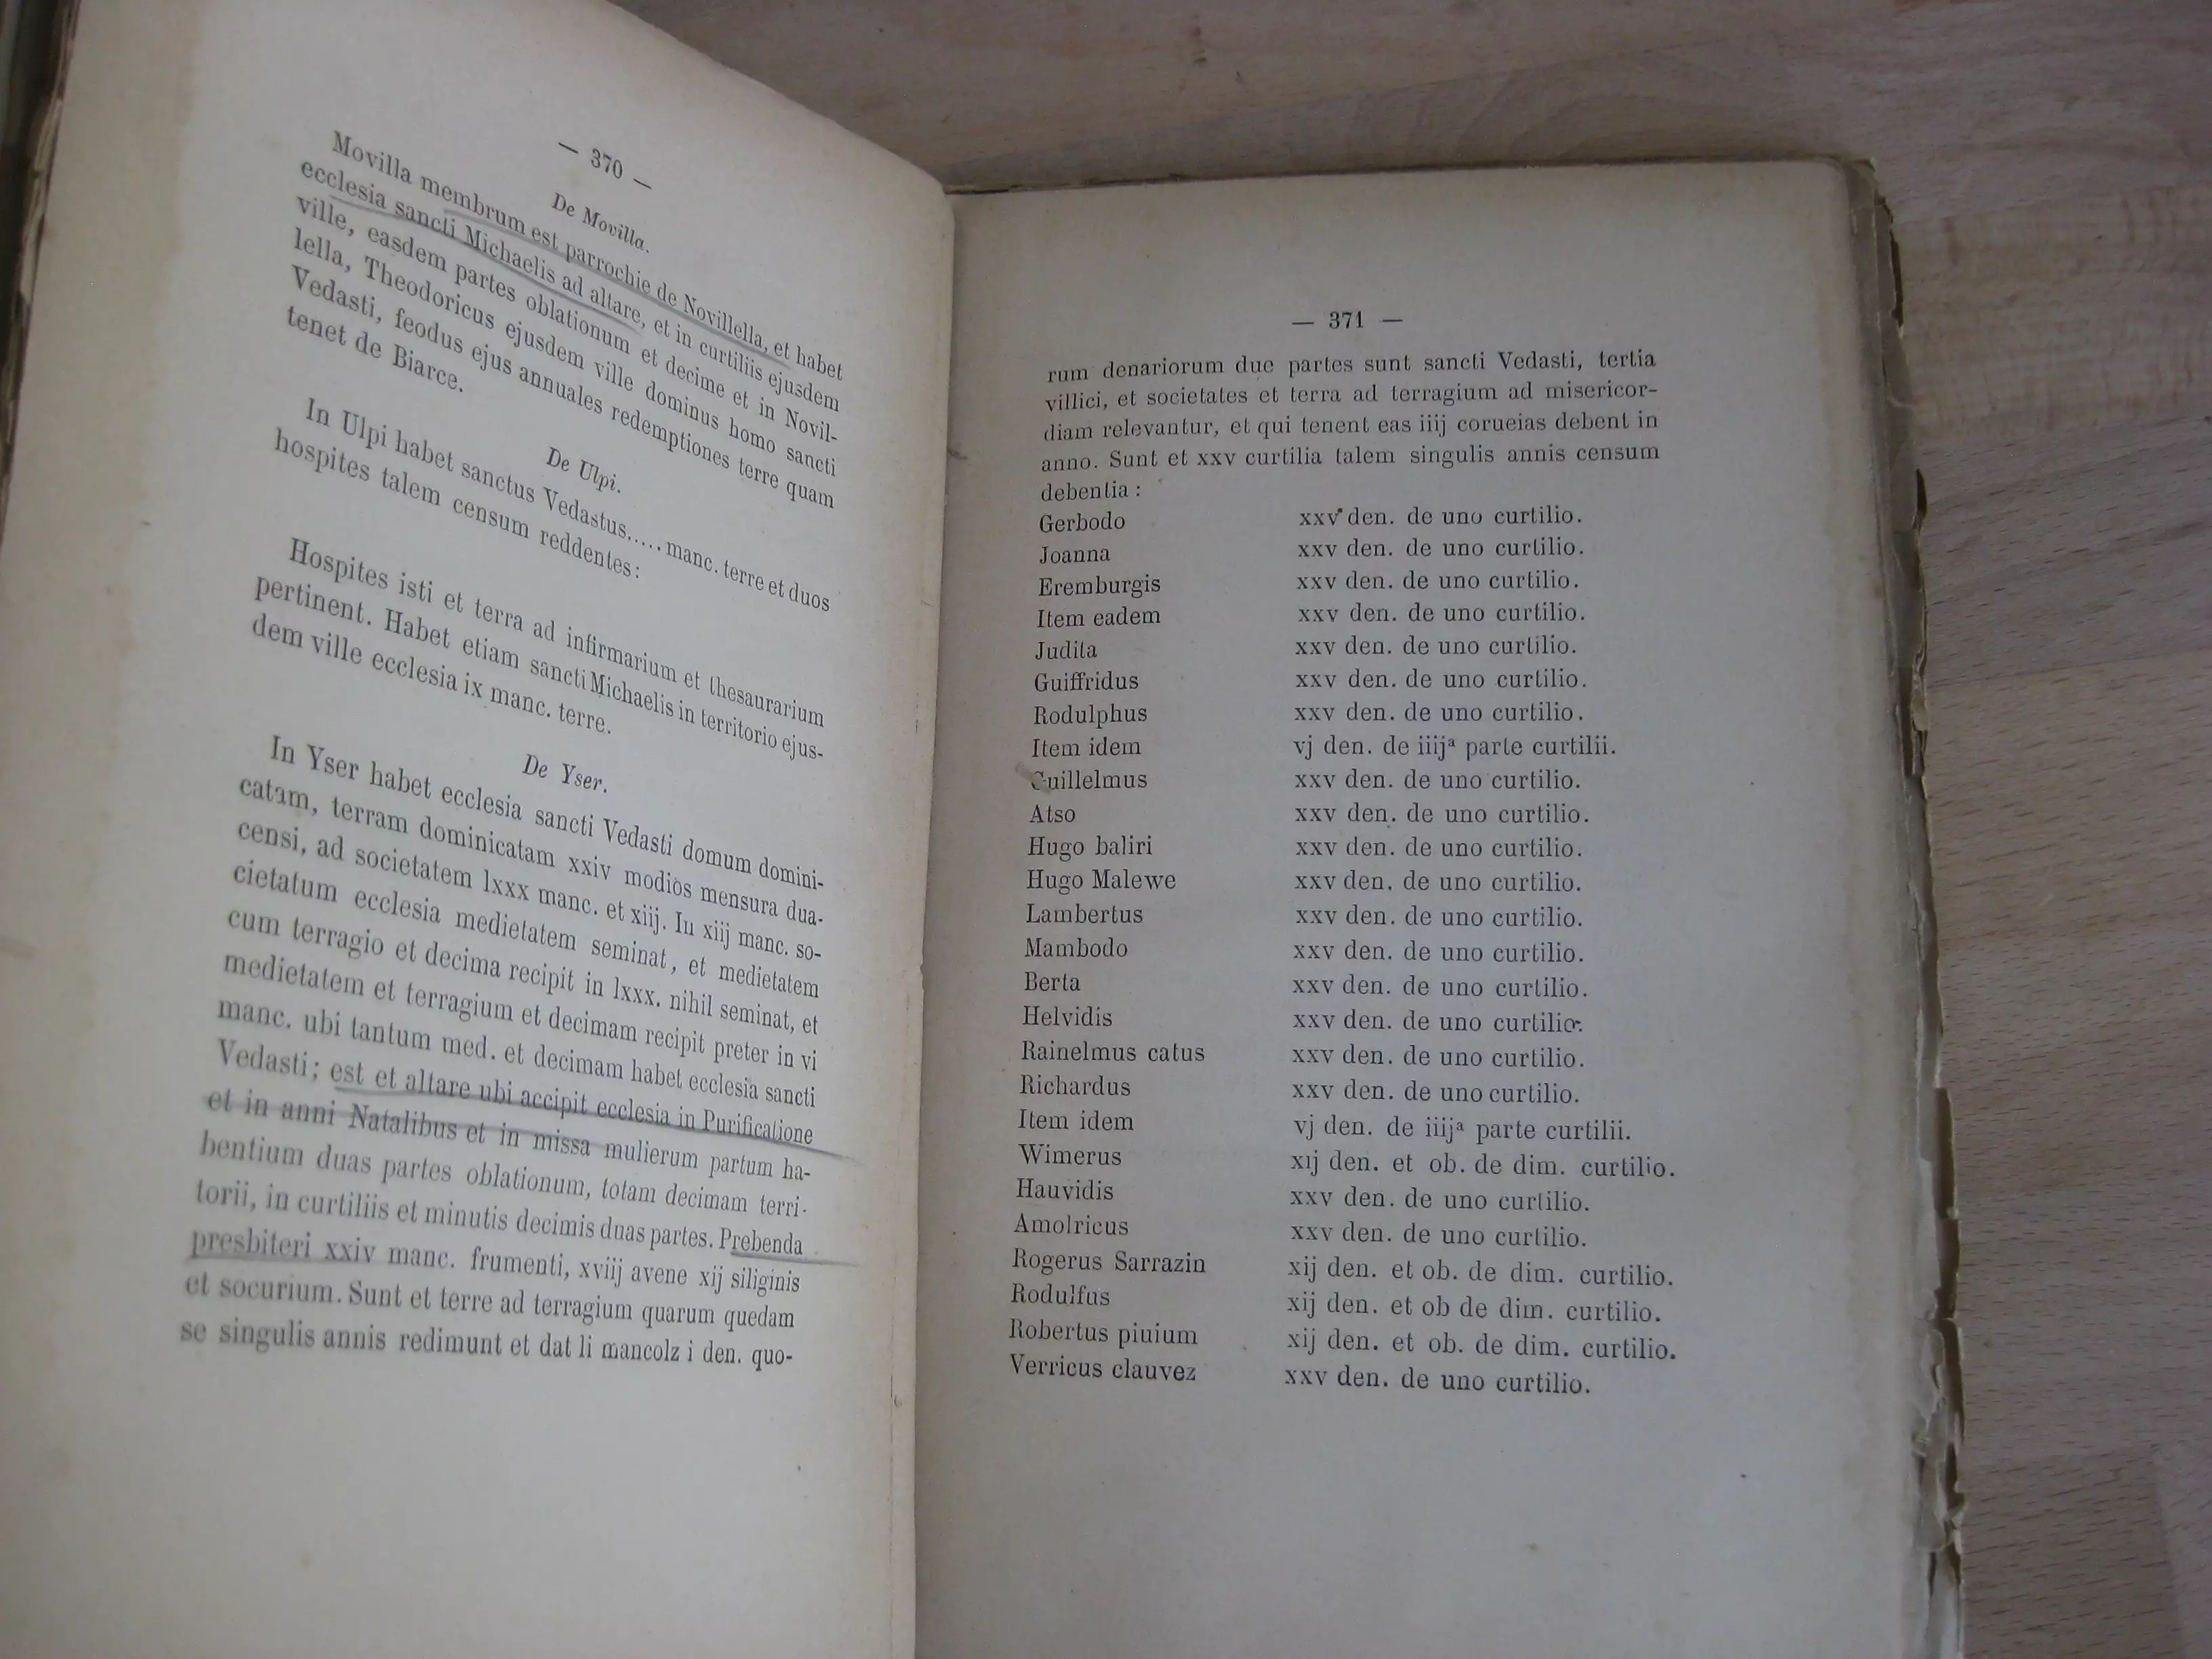 — 370 —
De Movilla.
Movilla membrum est parrochie de Novillella, et habet
ecclesia sancti Michaelis ad altare, et in curtiliis ejusdem
ville, easdem partes oblationum et decime et in Novil-
lella, Theodoricus ejusdem ville dominus homo sancti
Vedasti, feodus ejus annuales redemptiones terre quam
tenet de Biarce.
De Ulpi.
In Ulpi habet sanctus Vedastus..... manc. terre et duos
hospites talem censum reddentes:
Hospites isti et terra ad infirmarium et thesaurarium
pertinent. Habet etiam sancti Michaelis in territorio ejus-
dem ville ecclesia ix manc. terre.
De Yser.
In Yser habet ecclesia sancti Vedasti domum domini-
catam, terram dominicatam xxiv modios mensura dua-
censi, ad societatem lxxx manc. et xiij. In xiij manc. so-
cietatum ecclesia medietatem seminat, et medietatem
cum terragio et decima recipit in lxxx. nihil seminat, et
medietatem et terragium et decimam recipit preter in vi
manc. ubi tantum med. et decimam habet ecclesia sancti
Vedasti; est et altare ubi accipit ecclesia in Purificatione
et in anni Natalibus et in missa mulierum partum ha-
bentium duas partes oblationum, totam decimam terri-
torii, in curtiliis et minutis decimis duas partes. Prebenda
presbiteri xxiv manc. frumenti, xviij avene xij siliginis
et socurium. Sunt et terre ad terragium quarum quedam
se singulis annis redimunt et dat li mancolz i den. quo-
— 371 —
rum denariorum due partes sunt sancti Vedasti, tertia
villici, et societates et terra ad terragium ad misericor-
diam relevantur, et qui tenent eas iiij corueias debent in
anno. Sunt et xxv curtilia talem singulis annis censum
debentia :
Gerbodo xxv den. de uno curtilio.
Joanna xxv den. de uno curtilio.
Eremburgis xxv den. de uno curtilio.
Item eadem xxv den. de uno curtilio.
Judita xxv den. de uno curtilio.
Guiffridus xxv den. de uno curtilio.
Rodulphus xxv den. de uno curtilio.
Item idem vj den. de iiijª parte curtilii.
Guillelmus xxv den. de uno curtilio.
Atso xxv den. de uno curtilio.
Hugo baliri xxv den. de uno curtilio.
Hugo Malewe xxv den. de uno curtilio.
Lambertus xxv den. de uno curtilio.
Mambodo xxv den. de uno curtilio.
Berta xxv den. de uno curtilio.
Helvidis xxv den. de uno curtilio.
Rainelmus catus xxv den. de uno curtilio.
Richardus xxv den. de uno curtilio.
Item idem vj den. de iiijª parte curtilii.
Wimerus xij den. et ob. de dim. curtilio.
Hauvidis xxv den. de uno curtilio.
Amolricus xxv den. de uno curtilio.
Rogerus Sarrazin xij den. et ob. de dim. curtilio.
Rodulfus xij den. et ob de dim. curtilio.
Robertus piuium xij den. et ob. de dim. curtilio.
Verricus clauvez xxv den. de uno curtilio.